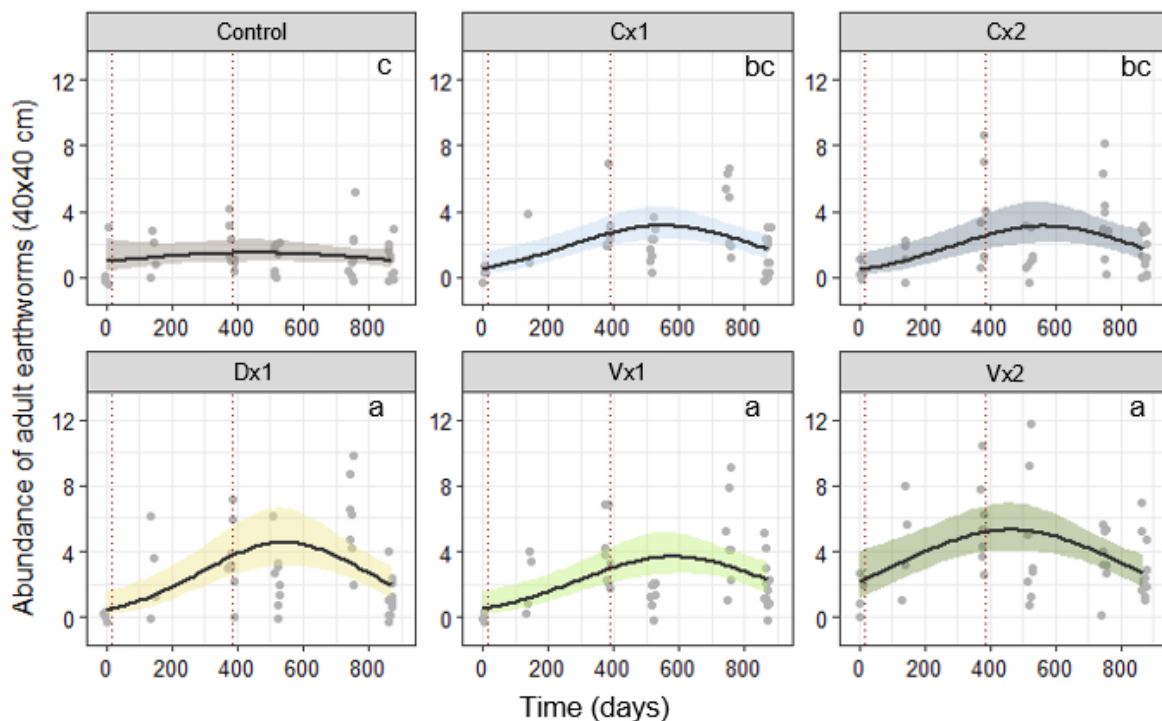 Control Cx1 Cx2
c bc bc
12 12 12
8 8 8
4 4 4
0 0 0
0 200 400 600 800 0 200 400 600 800 0 200 400 600 800
Dx1 Vx1 Vx2
a a a
12 12 12
8 8 8
4 4 4
0 0 0
0 200 400 600 800 0 200 400 600 800 0 200 400 600 800
Abundance of adult earthworms (40x40 cm)
Time (days)